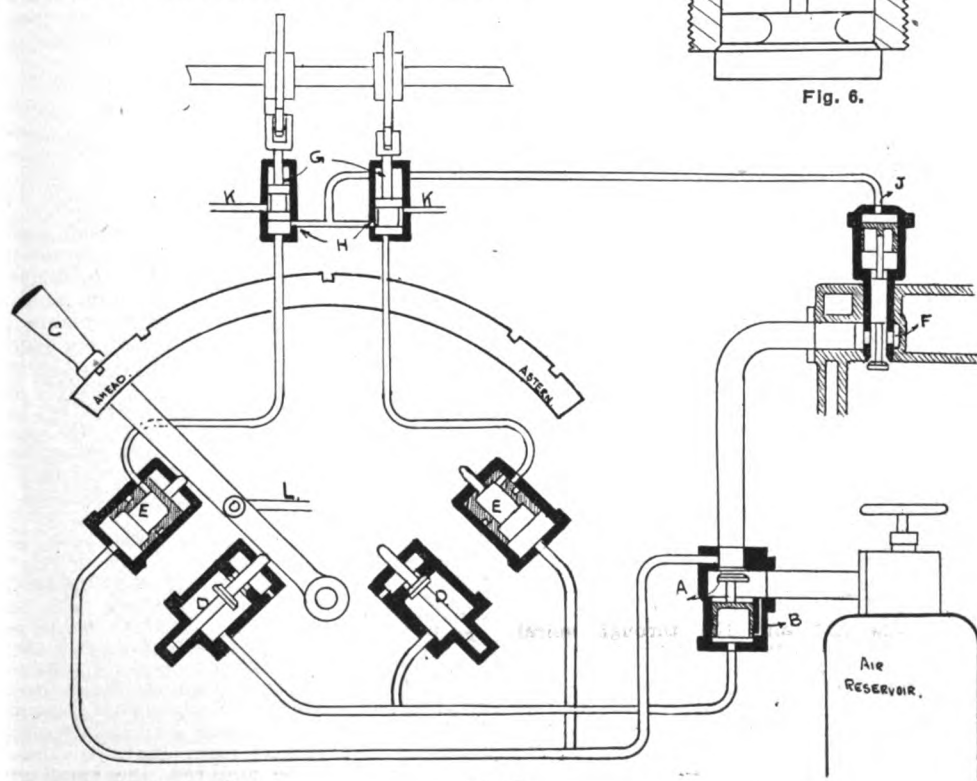 Fig. 6.
G
K
K
J
H
F
C
AHEAD.
ASTERN.
E
E
L.
D
D.
A
B
AIR
RESERVOIR.